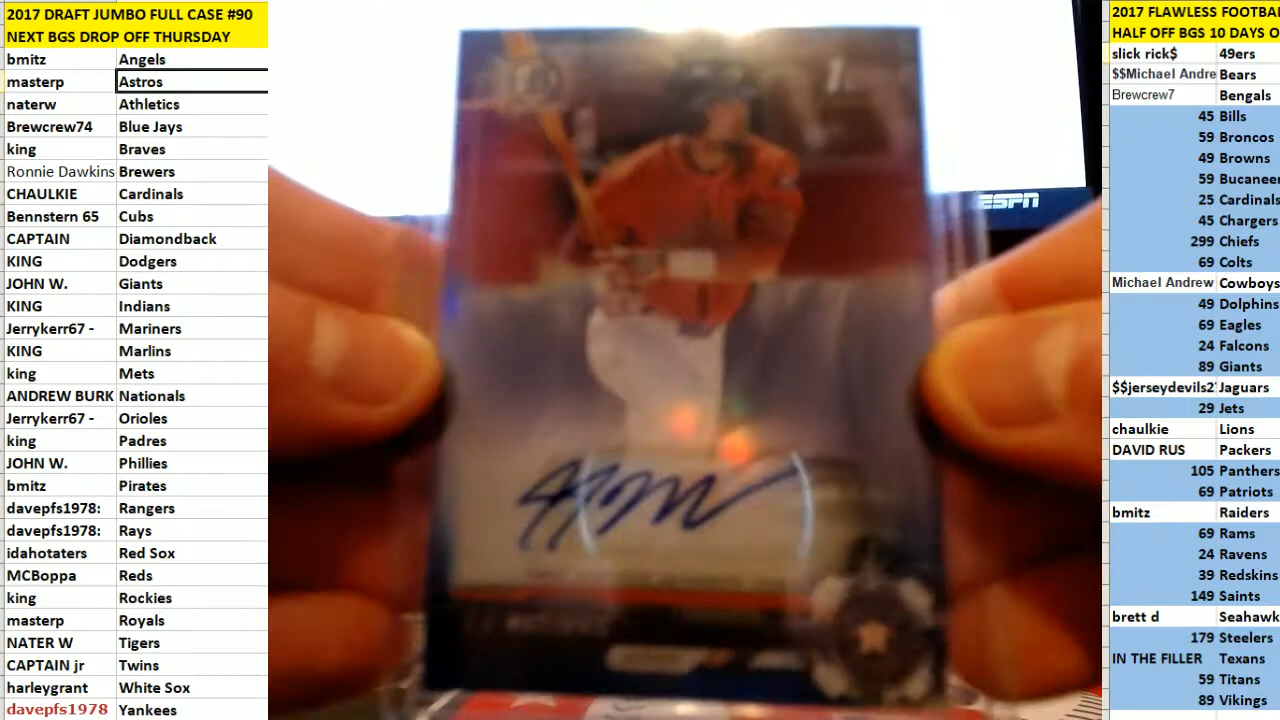 2017 DRAFT JUMBO FULL CASE #90
NEXT BGS DROP OFF THURSDAY
bmitz Angels
masterp Astros
naterw Athletics
Brewcrew74 Blue Jays
king Braves
Ronnie Dawkins Brewers
CHAULKIE Cardinals
Bennstern 65 Cubs
CAPTAIN Diamondback
KING Dodgers
JOHN W. Giants
KING Indians
Jerrykerr67 - Mariners
KING Marlins
king Mets
ANDREW BURK Nationals
Jerrykerr67 - Orioles
king Padres
JOHN W. Phillies
bmitz Pirates
davepfs1978: Rangers
davepfs1978: Rays
idahotaters Red Sox
MCBoppa Reds
king Rockies
masterp Royals
NATER W Tigers
CAPTAIN jr Twins
harleygrant White Sox
davepfs1978 Yankees
ESPN
2017 FLAWLESS FOOTBAL
HALF OFF BGS 10 DAYS O
slick rick$ 49ers
$$Michael Andre Bears
Brewcrew7 Bengals
45 Bills
59 Broncos
49 Browns
59 Bucaneer
25 Cardinals
45 Chargers
299 Chiefs
69 Colts
Michael Andrew Cowboys
49 Dolphins
69 Eagles
24 Falcons
89 Giants
$$jerseydevils2 Jaguars
29 Jets
chaulkie Lions
DAVID RUS Packers
105 Panthers
69 Patriots
bmitz Raiders
69 Rams
24 Ravens
39 Redskins
149 Saints
brett d Seahawk
179 Steelers
IN THE FILLER Texans
59 Titans
89 Vikings